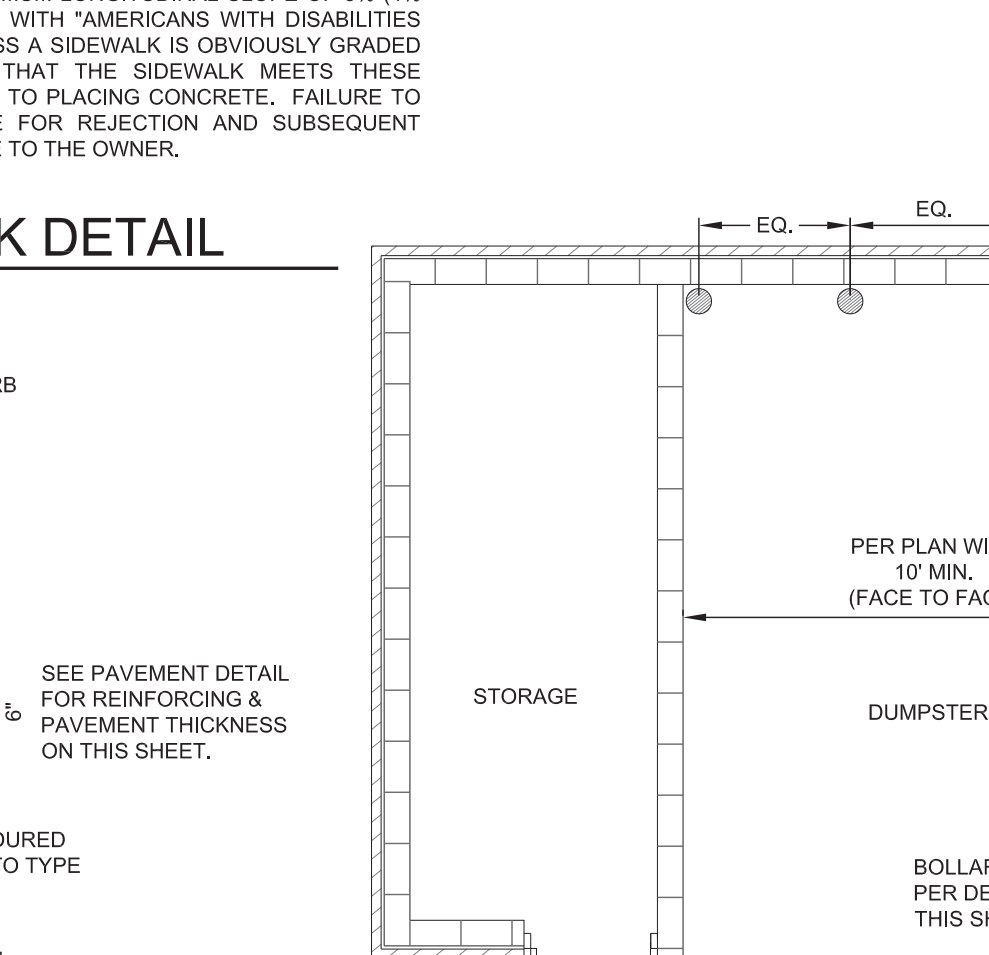 WITH "AMERICANS WITH DISABILITIES
A SIDEWALK IS OBVIOUSLY GRADED
THAT THE SIDEWALK MEETS THESE
TO PLACING CONCRETE. FAILURE TO
FOR REJECTION AND SUBSEQUENT
TO THE OWNER.
K DETAIL
EQ.
EQ.
RB
PER PLAN WI
10' MIN.
(FACE TO FAC
SEE PAVEMENT DETAIL
FOR REINFORCING &
PAVEMENT THICKNESS
ON THIS SHEET.
6"
STORAGE
DUMPSTER
OURED
TO TYPE
BOLLAR
PER DE
THIS SH